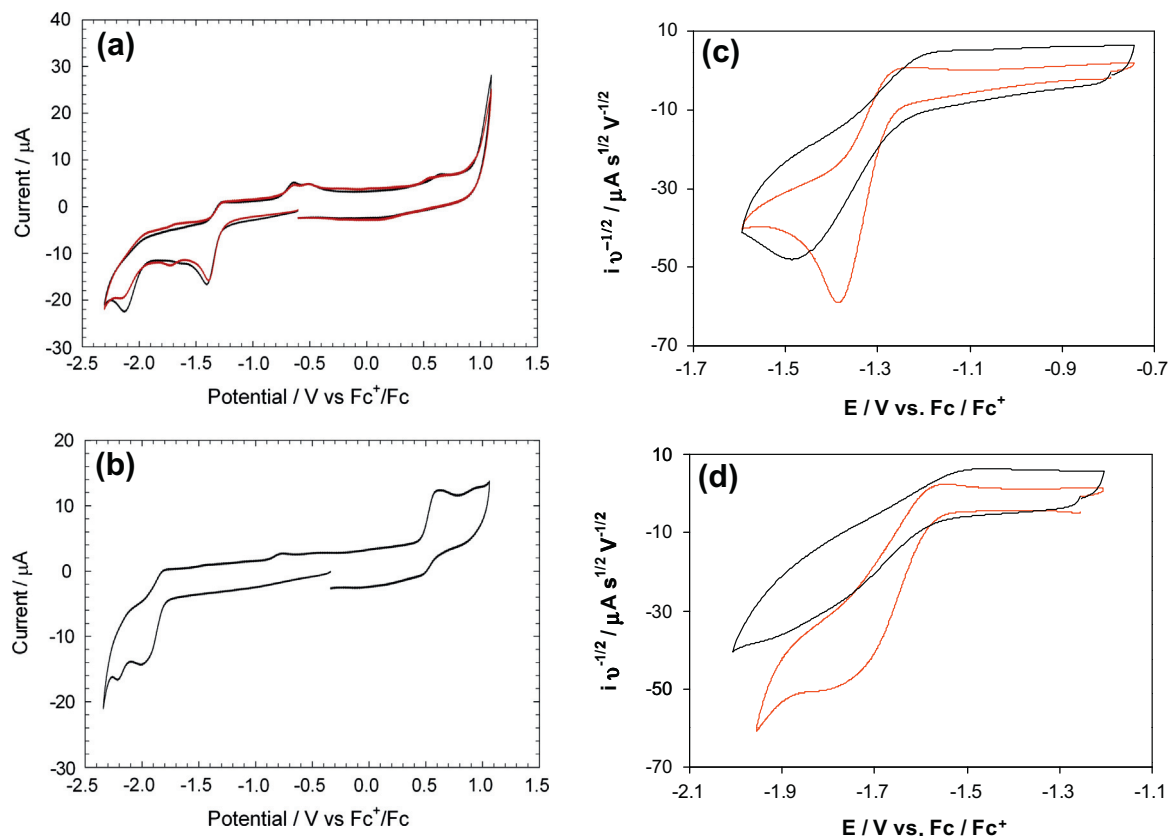 (a)
40
30
20
10
0
-10
-20
-30
Current / μA
-2.5 -2.0 -1.5 -1.0 -0.5 0.0 0.5 1.0 1.5
Potential / V vs Fc⁺/Fc
(c)
10
-10
-30
-50
-70
i υ⁻¹/² / μA s¹/² V⁻¹/²
-1.7 -1.5 -1.3 -1.1 -0.9 -0.7
E / V vs. Fc / Fc⁺
(b)
20
10
0
-10
-20
-30
Current / μA
-2.5 -2.0 -1.5 -1.0 -0.5 0.0 0.5 1.0 1.5
Potential / V vs Fc⁺/Fc
(d)
10
-10
-30
-50
-70
i υ⁻¹/² / μA s¹/² V⁻¹/²
-2.1 -1.9 -1.7 -1.5 -1.3 -1.1
E / V vs, Fc / Fc⁺